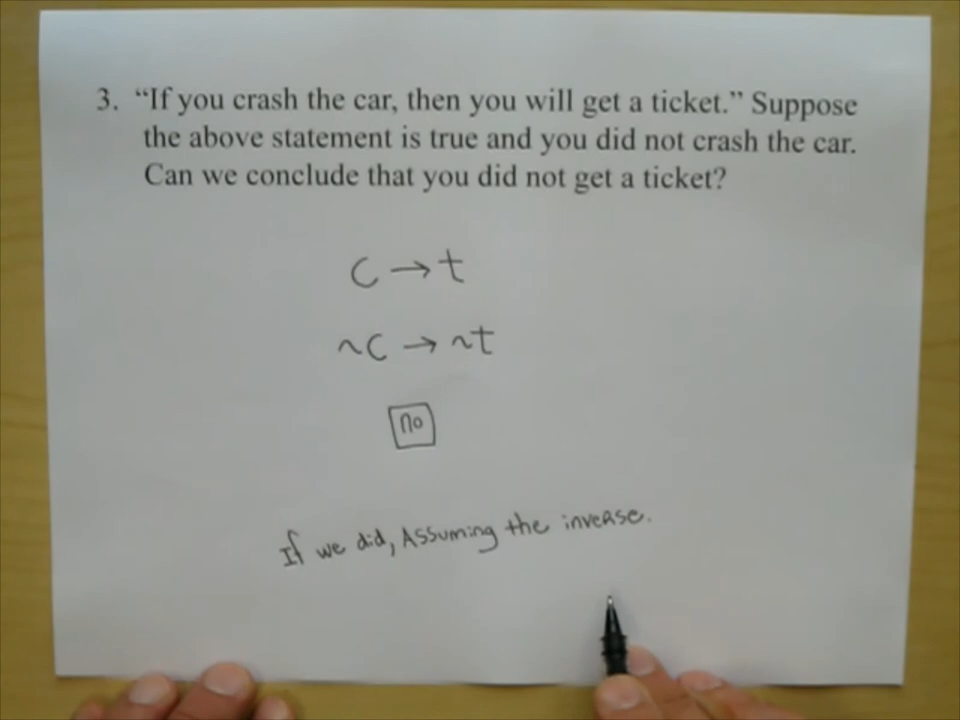 3. “If you crash the car, then you will get a ticket.” Suppose
the above statement is true and you did not crash the car.
Can we conclude that you did not get a ticket?
C → t
~C → ~t
no
If we did, Assuming the inverse.